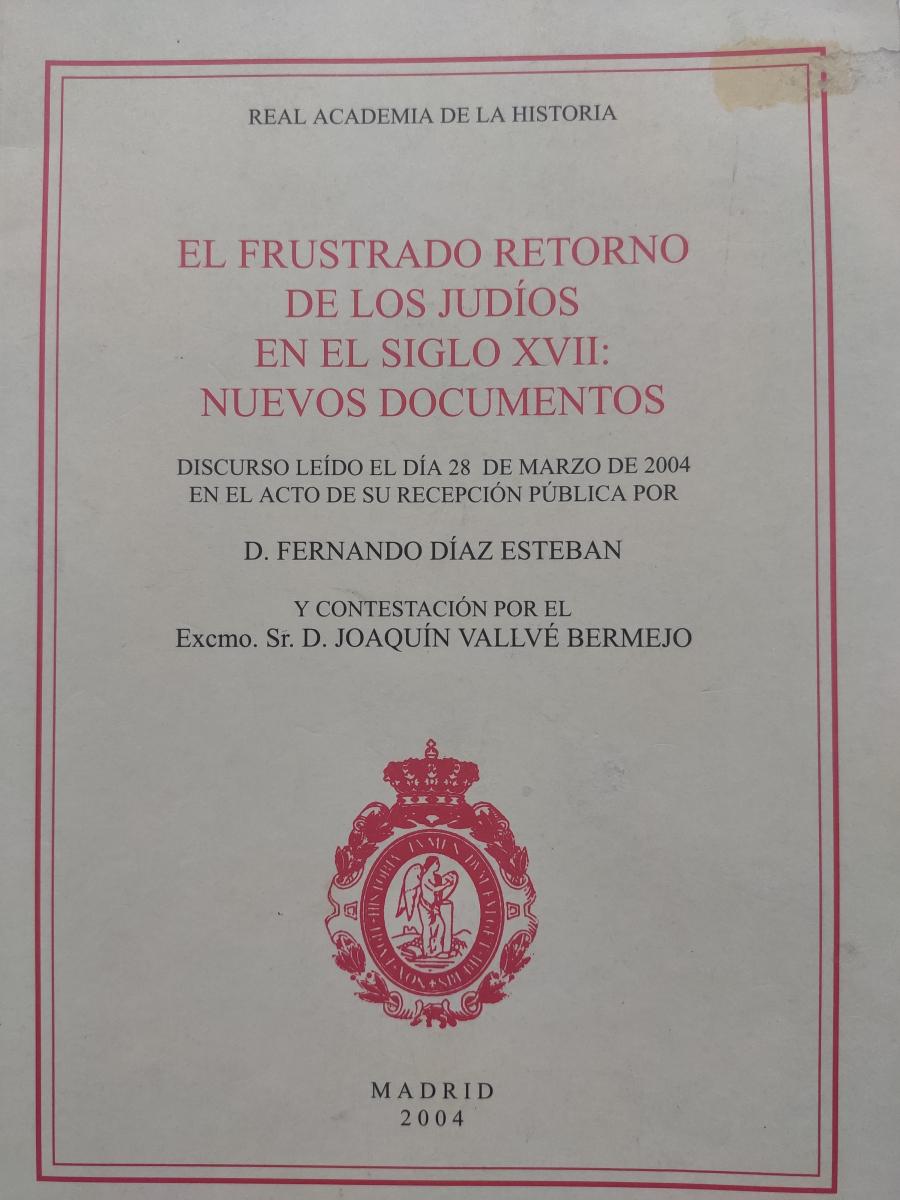 REAL ACADEMIA DE LA HISTORIA
EL FRUSTRADO RETORNO
DE LOS JUDÍOS
EN EL SIGLO XVII:
NUEVOS DOCUMENTOS
DISCURSO LEÍDO EL DÍA 28 DE MARZO DE 2004
EN EL ACTO DE SU RECEPCIÓN PÚBLICA POR
D. FERNANDO DÍAZ ESTEBAN
Y CONTESTACIÓN POR EL
Excmo. Sr. D. JOAQUÍN VALLVÉ BERMEJO
MADRID
2004